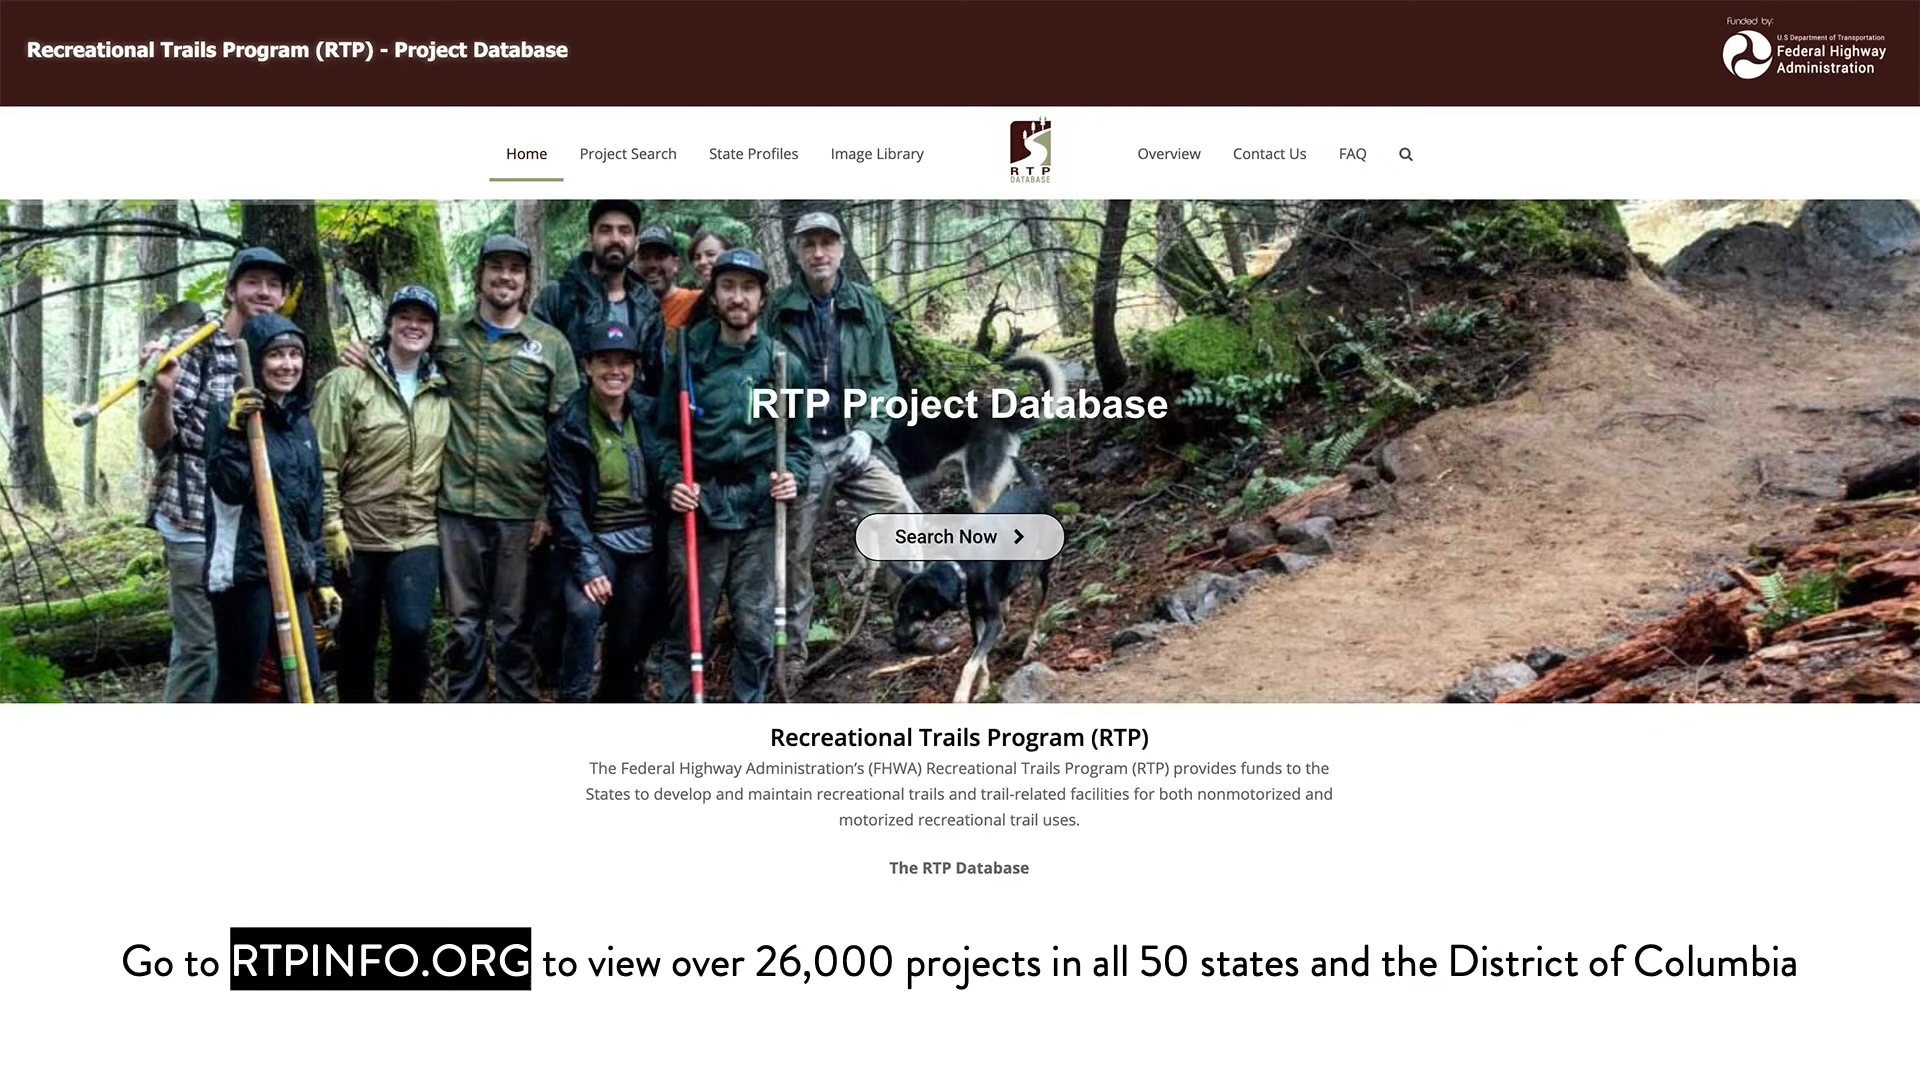 Recreational Trails Program (RTP) - Project Database
Funded by:
U.S Department of Transportation
Federal Highway
Administration
Home Project Search State Profiles Image Library
RTP
DATABASE
Overview Contact Us FAQ
RTP Project Database
Search Now
Recreational Trails Program (RTP)
The Federal Highway Administration’s (FHWA) Recreational Trails Program (RTP) provides funds to the
States to develop and maintain recreational trails and trail-related facilities for both nonmotorized and
motorized recreational trail uses.
The RTP Database
Go to RTPINFO.ORG to view over 26,000 projects in all 50 states and the District of Columbia